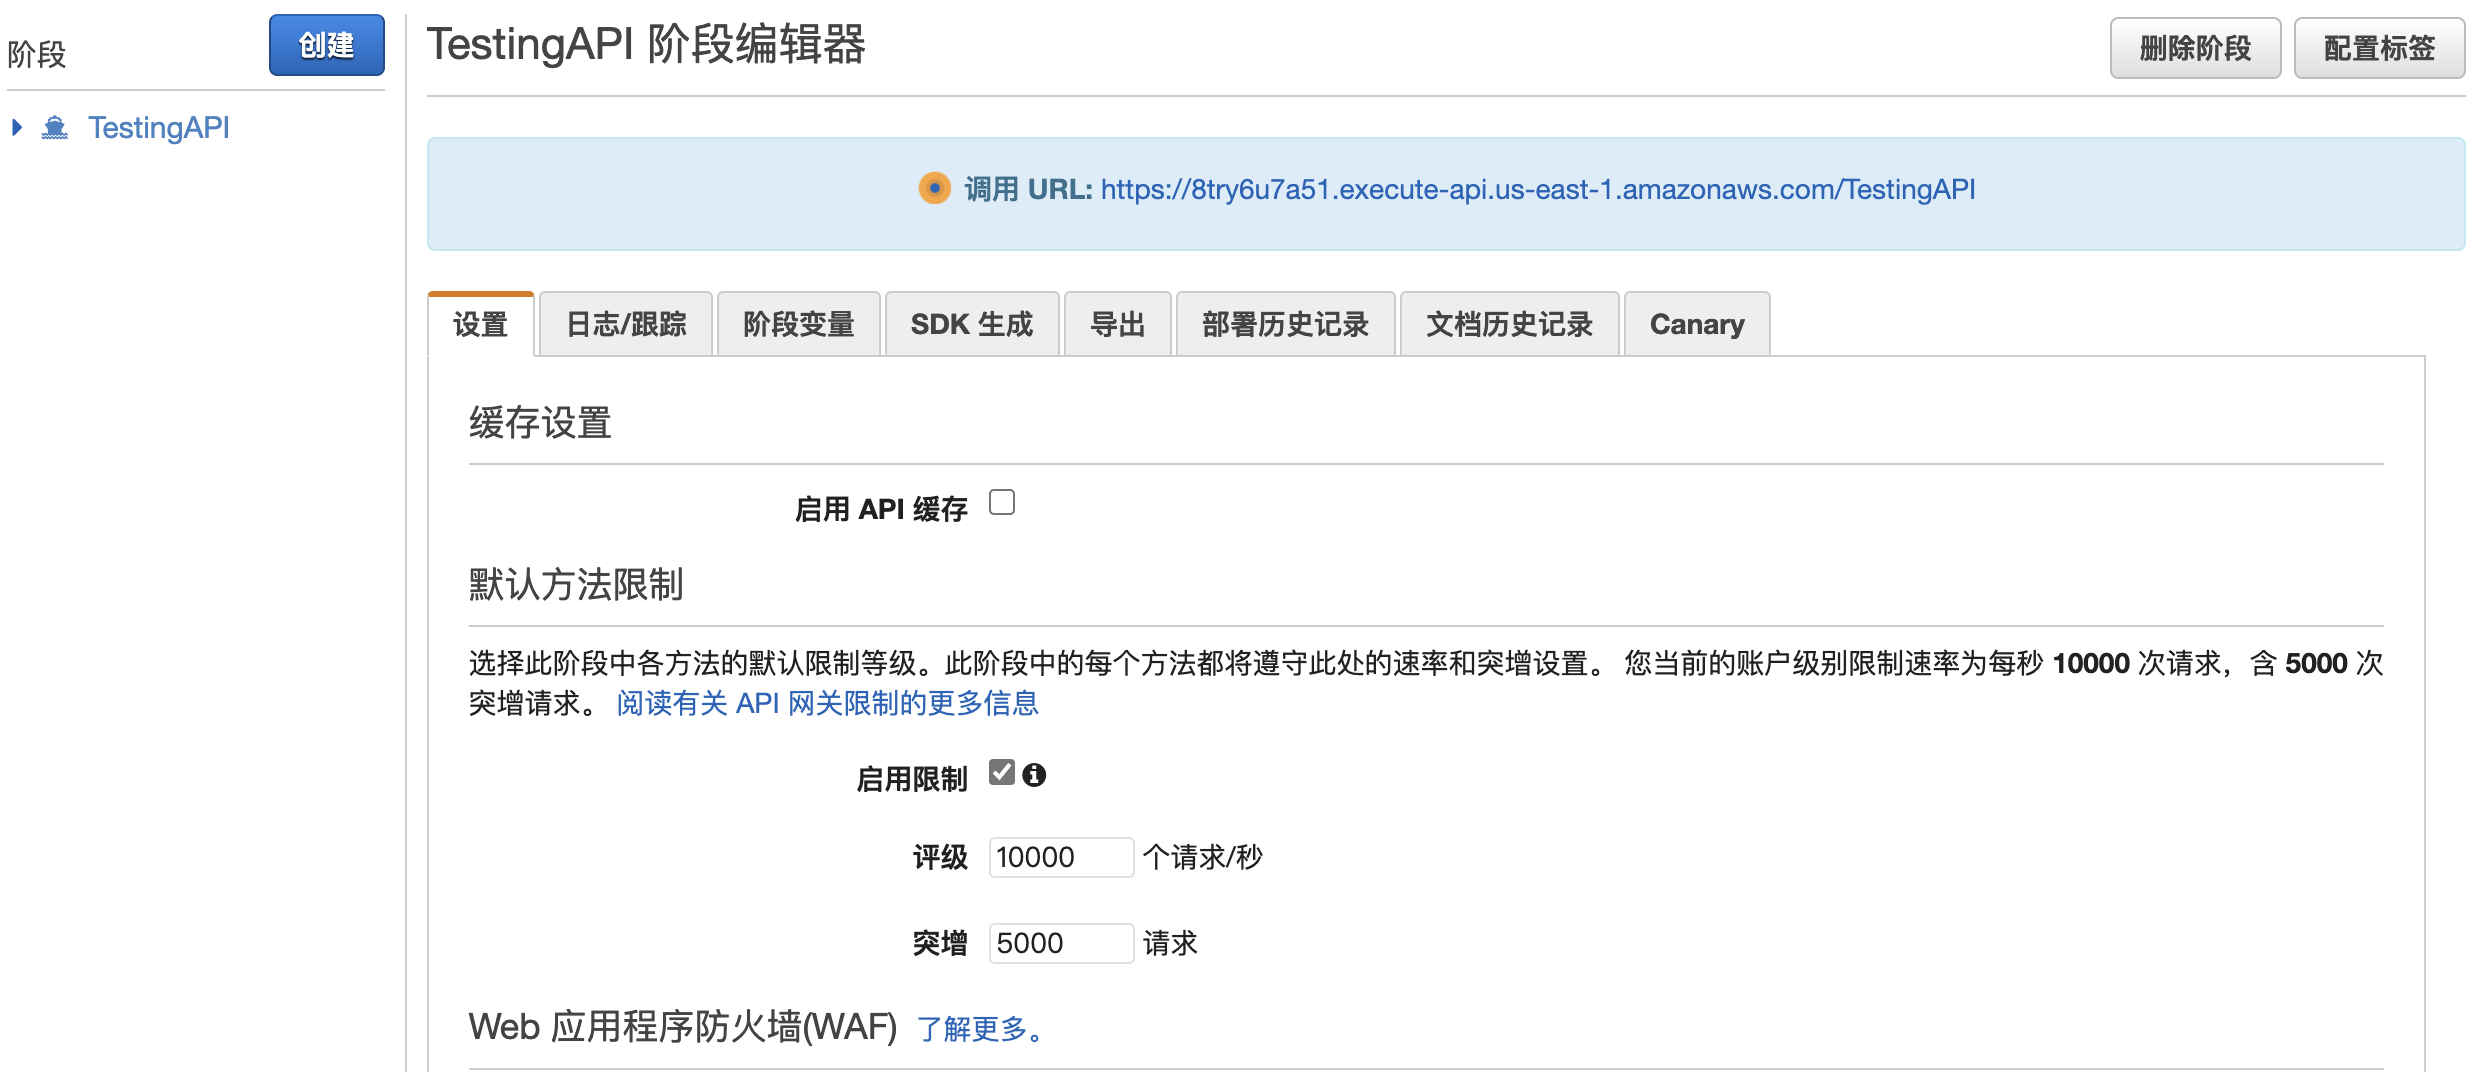 阶段
创建
TestingAPI
TestingAPI 阶段编辑器
删除阶段
配置标签
调用 URL: https://8try6u7a51.execute-api.us-east-1.amazonaws.com/TestingAPI
设置
日志/跟踪
阶段变量
SDK 生成
导出
部署历史记录
文档历史记录
Canary
缓存设置
启用 API 缓存
默认方法限制
选择此阶段中各方法的默认限制等级。此阶段中的每个方法都将遵守此处的速率和突增设置。 您当前的账户级别限制速率为每秒 10000 次请求，含 5000 次
突增请求。 阅读有关 API 网关限制的更多信息
启用限制
评级 10000 个请求/秒
突增 5000 请求
Web 应用程序防火墙(WAF) 了解更多。